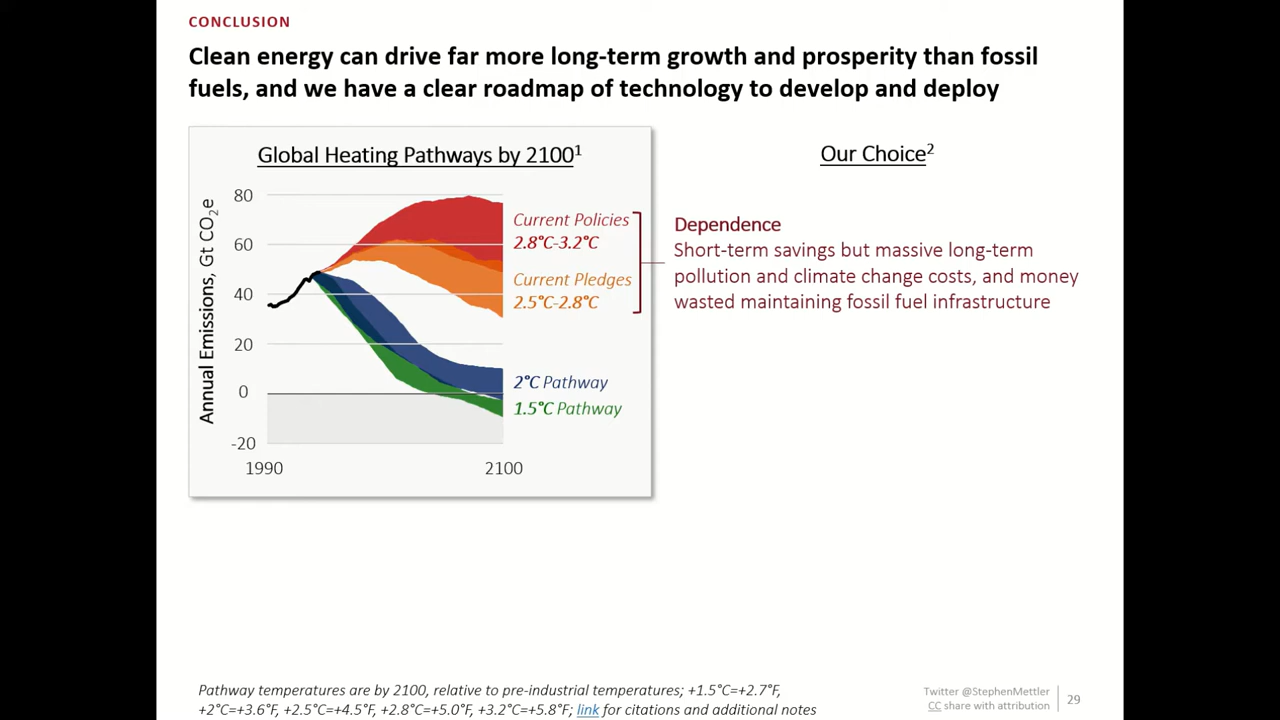 CONCLUSION
Clean energy can drive far more long-term growth and prosperity than fossil
fuels, and we have a clear roadmap of technology to develop and deploy
Global Heating Pathways by 2100¹
Annual Emissions, Gt CO₂e
80
60
40
20
0
-20
1990
2100
Current Policies
2.8°C-3.2°C
Current Pledges
2.5°C-2.8°C
2°C Pathway
1.5°C Pathway
Our Choice²
Dependence
Short-term savings but massive long-term
pollution and climate change costs, and money
wasted maintaining fossil fuel infrastructure
Pathway temperatures are by 2100, relative to pre-industrial temperatures; +1.5°C=+2.7°F,
+2°C=+3.6°F, +2.5°C=+4.5°F, +2.8°C=+5.0°F, +3.2°C=+5.8°F; link for citations and additional notes
Twitter @StephenMettler
CC share with attribution
29